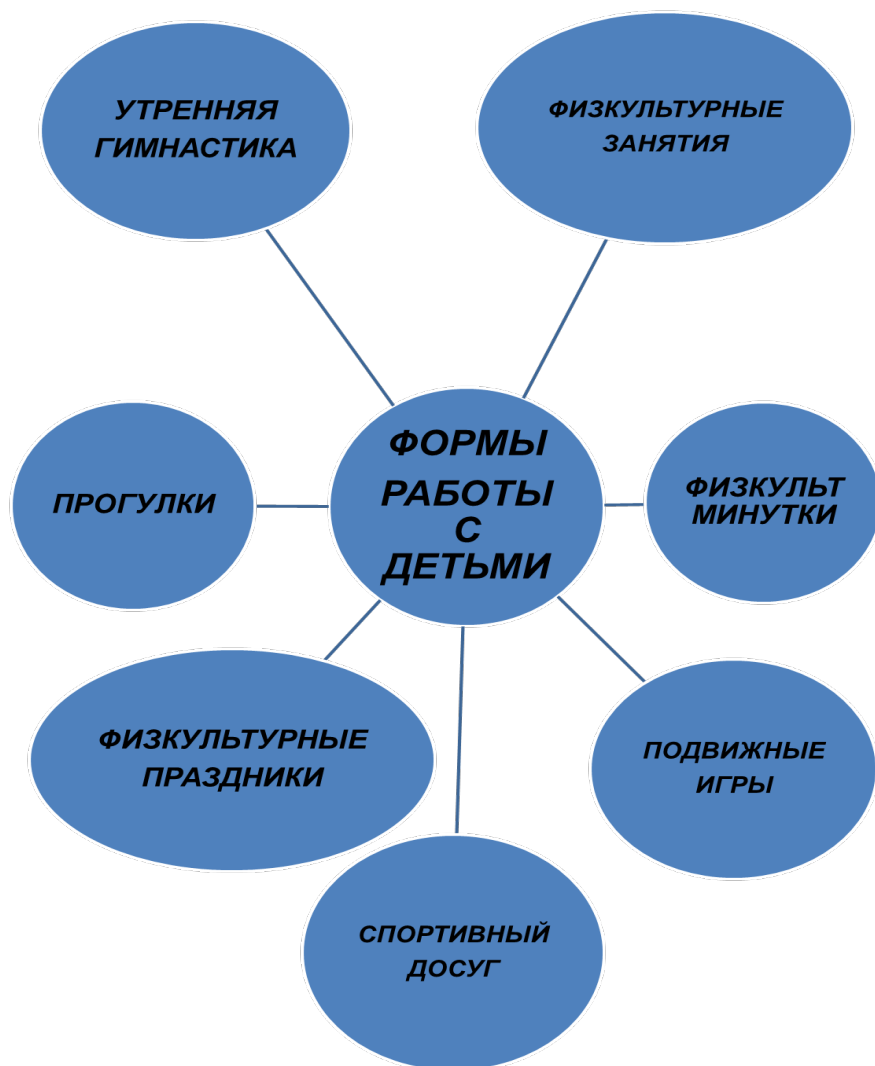 УТРЕННЯЯ
ГИМНАСТИКА
ФИЗКУЛЬТУРНЫЕ
ЗАНЯТИЯ
ФОРМЫ
РАБОТЫ
С
ДЕТЬМИ
ПРОГУЛКИ
ФИЗКУЛЬТ
МИНУТКИ
ФИЗКУЛЬТУРНЫЕ
ПРАЗДНИКИ
ПОДВИЖНЫЕ
ИГРЫ
СПОРТИВНЫЙ
ДОСУГ